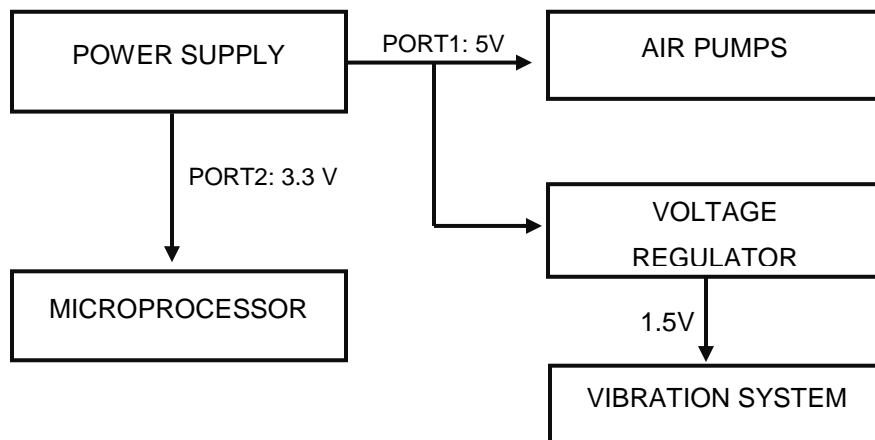 POWER SUPPLY
PORT1: 5V
AIR PUMPS
PORT2: 3.3 V
VOLTAGE
REGULATOR
MICROPROCESSOR
1.5V
VIBRATION SYSTEM